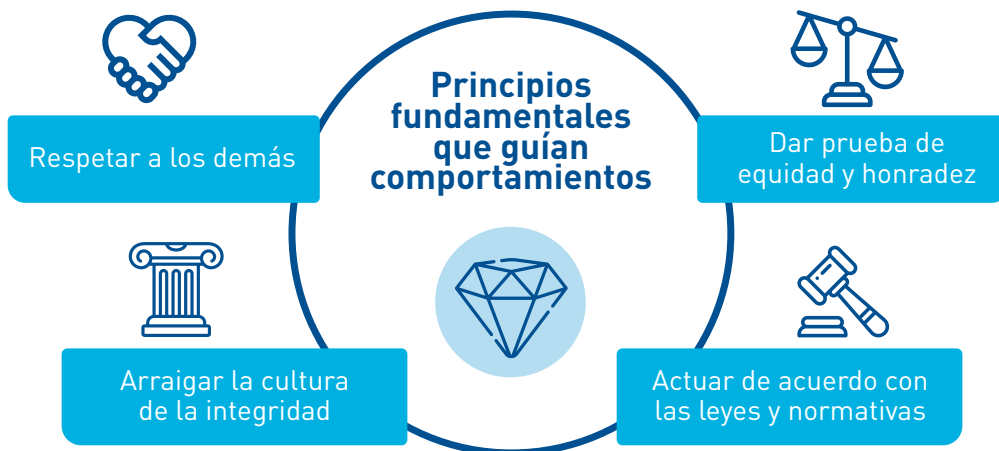 Principios
fundamentales
que guían
comportamientos
Respetar a los demás
Dar prueba de
equidad y honradez
Arraigar la cultura
de la integridad
Actuar de acuerdo con
las leyes y normativas